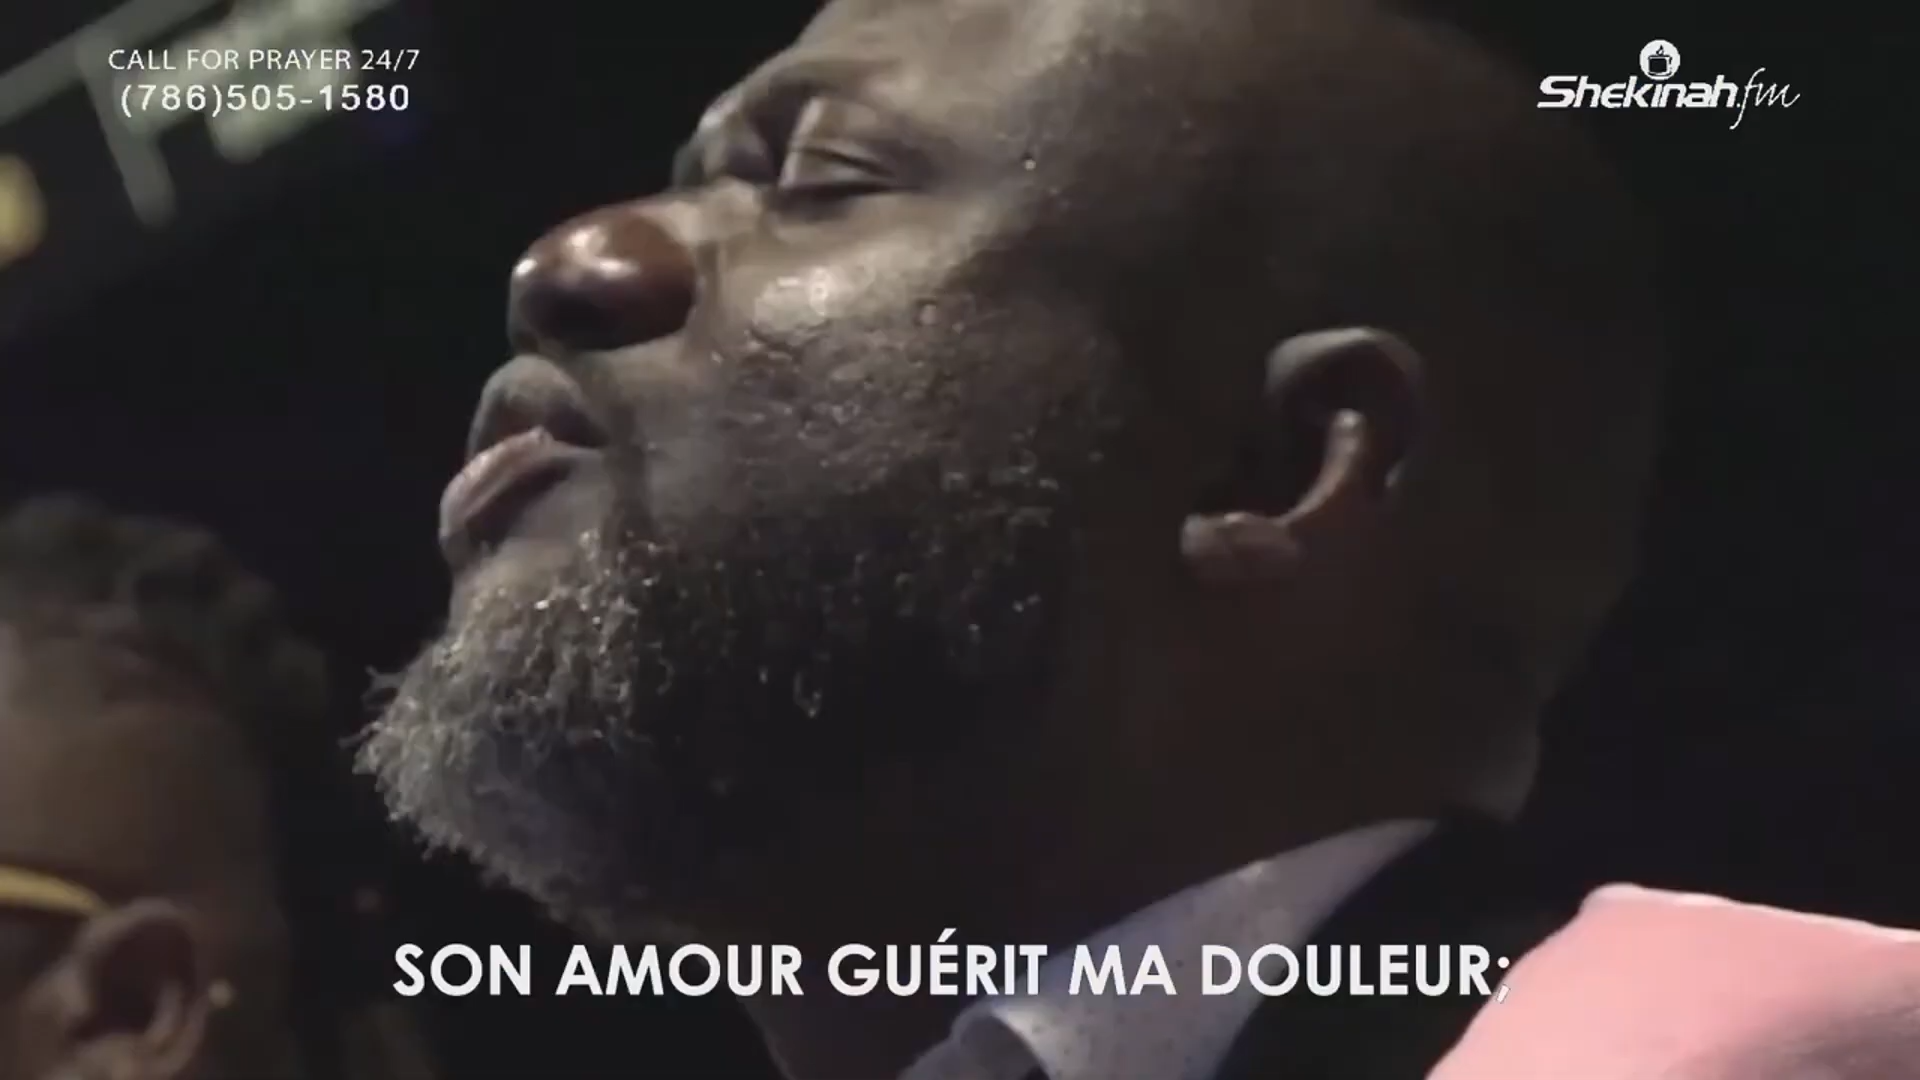 CALL FOR PRAYER 24/7
(786)505-1580
Shekinah.fm
SON AMOUR GUÉRIT MA DOULEUR;